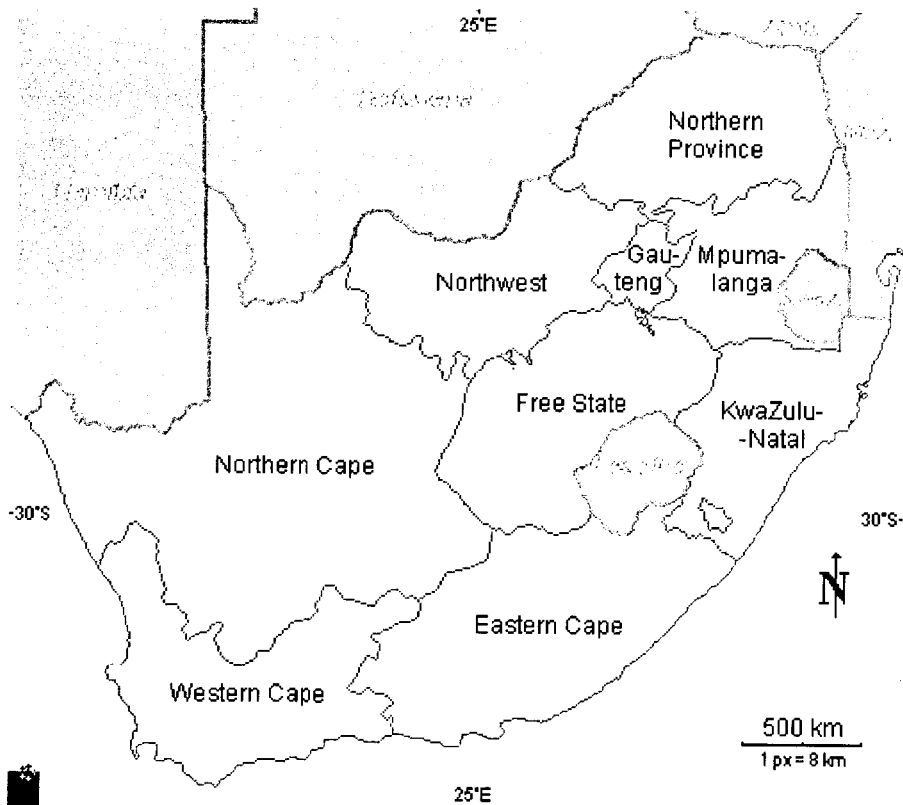 25°E
Northern
Province
Gau-
teng
Mpuma-
langa
Northwest
Free State
KwaZulu-
-Natal
Northern Cape
-30°S
30°S-
N
Eastern Cape
Western Cape
500 km
1 px = 8 km
25°E